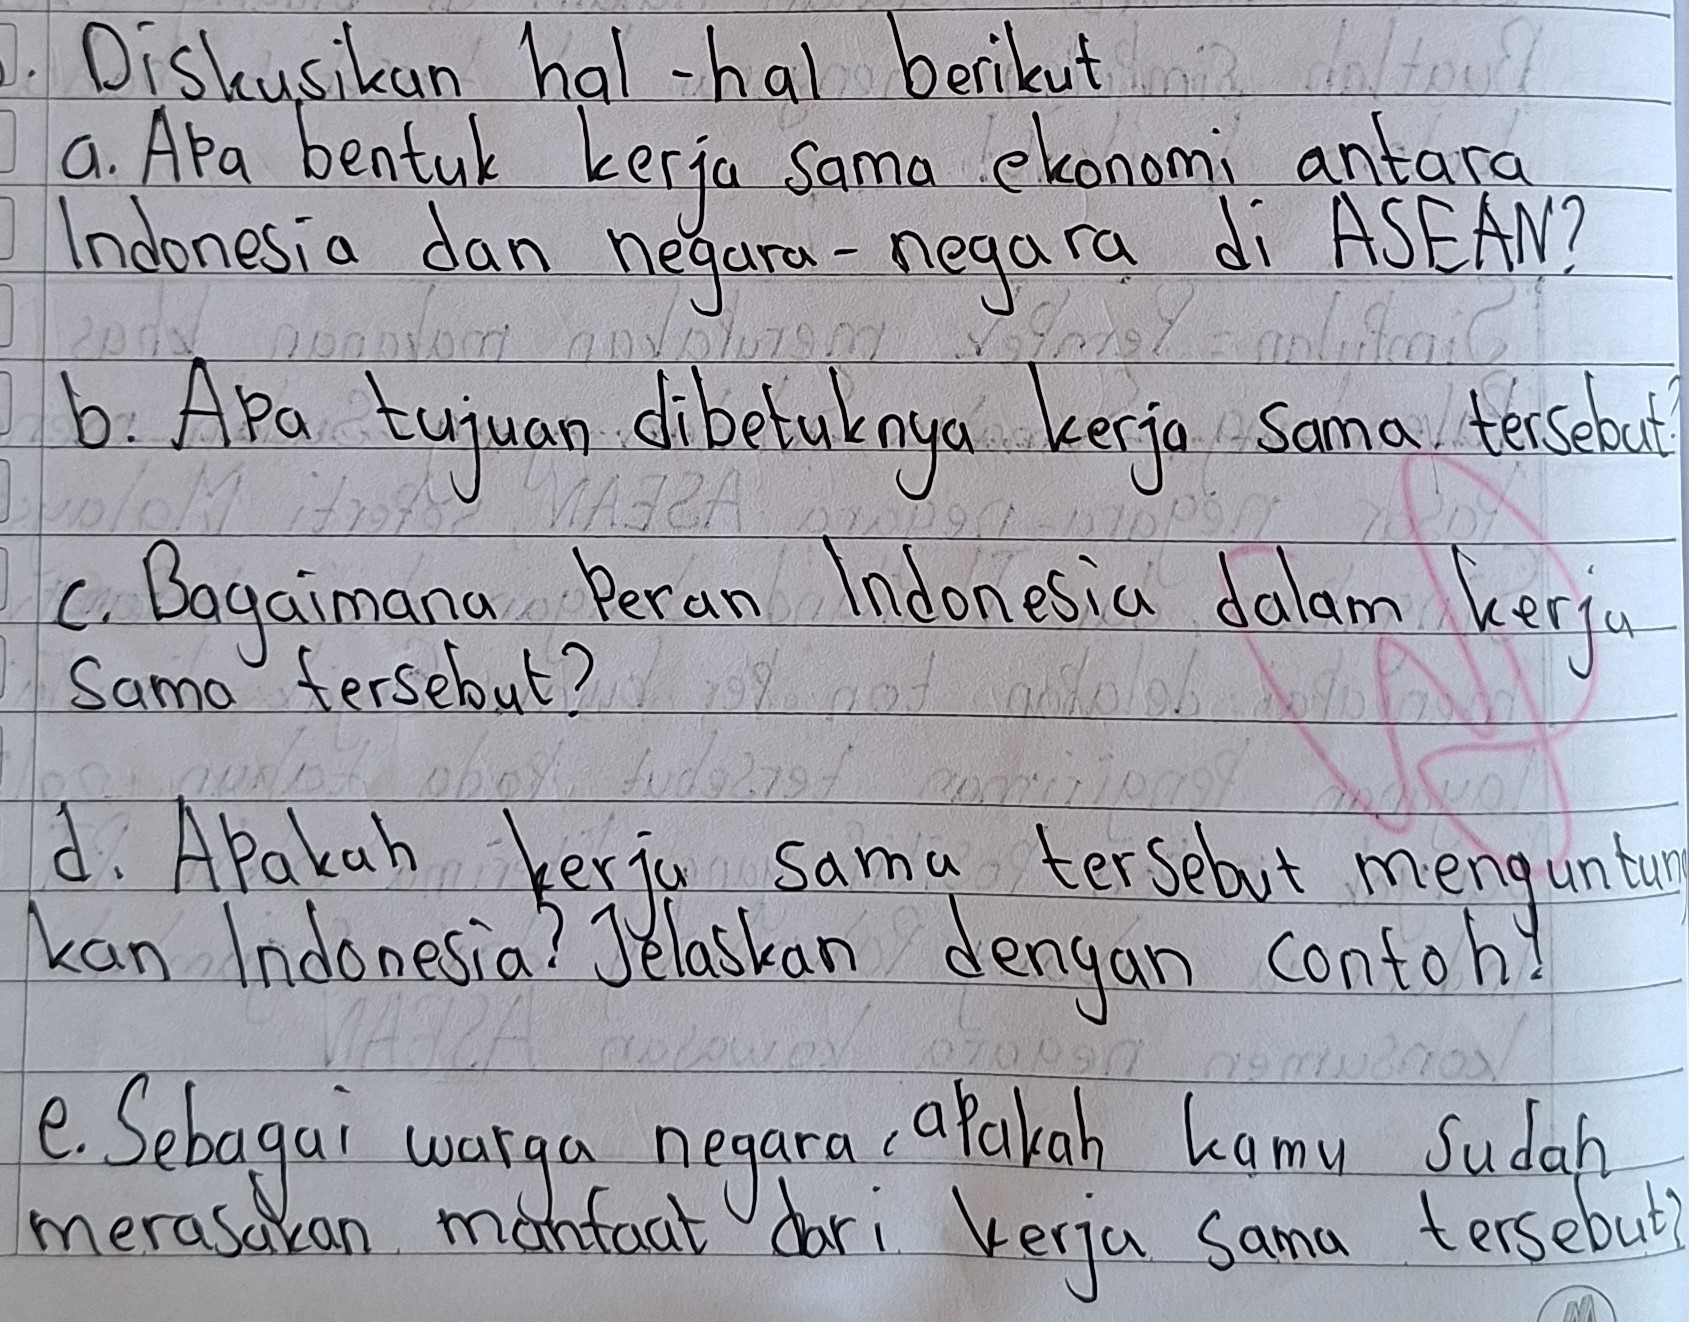 Diskusikan hal-hal berikut
a. Apa bentuk kerja sama ekonomi antara
Indonesia dan negara-negara di ASEAN?
b. Apa tujuan dibetuknya kerja sama tersebut?
c. Bagaimana peran Indonesia dalam kerja
sama tersebut?
d. Apakah kerja sama tersebut menguntung
kan Indonesia? Jelaskan dengan contoh!
e. Sebagai warga negara, apakah kamu sudah
merasakan manfaat dari kerja sama tersebut?